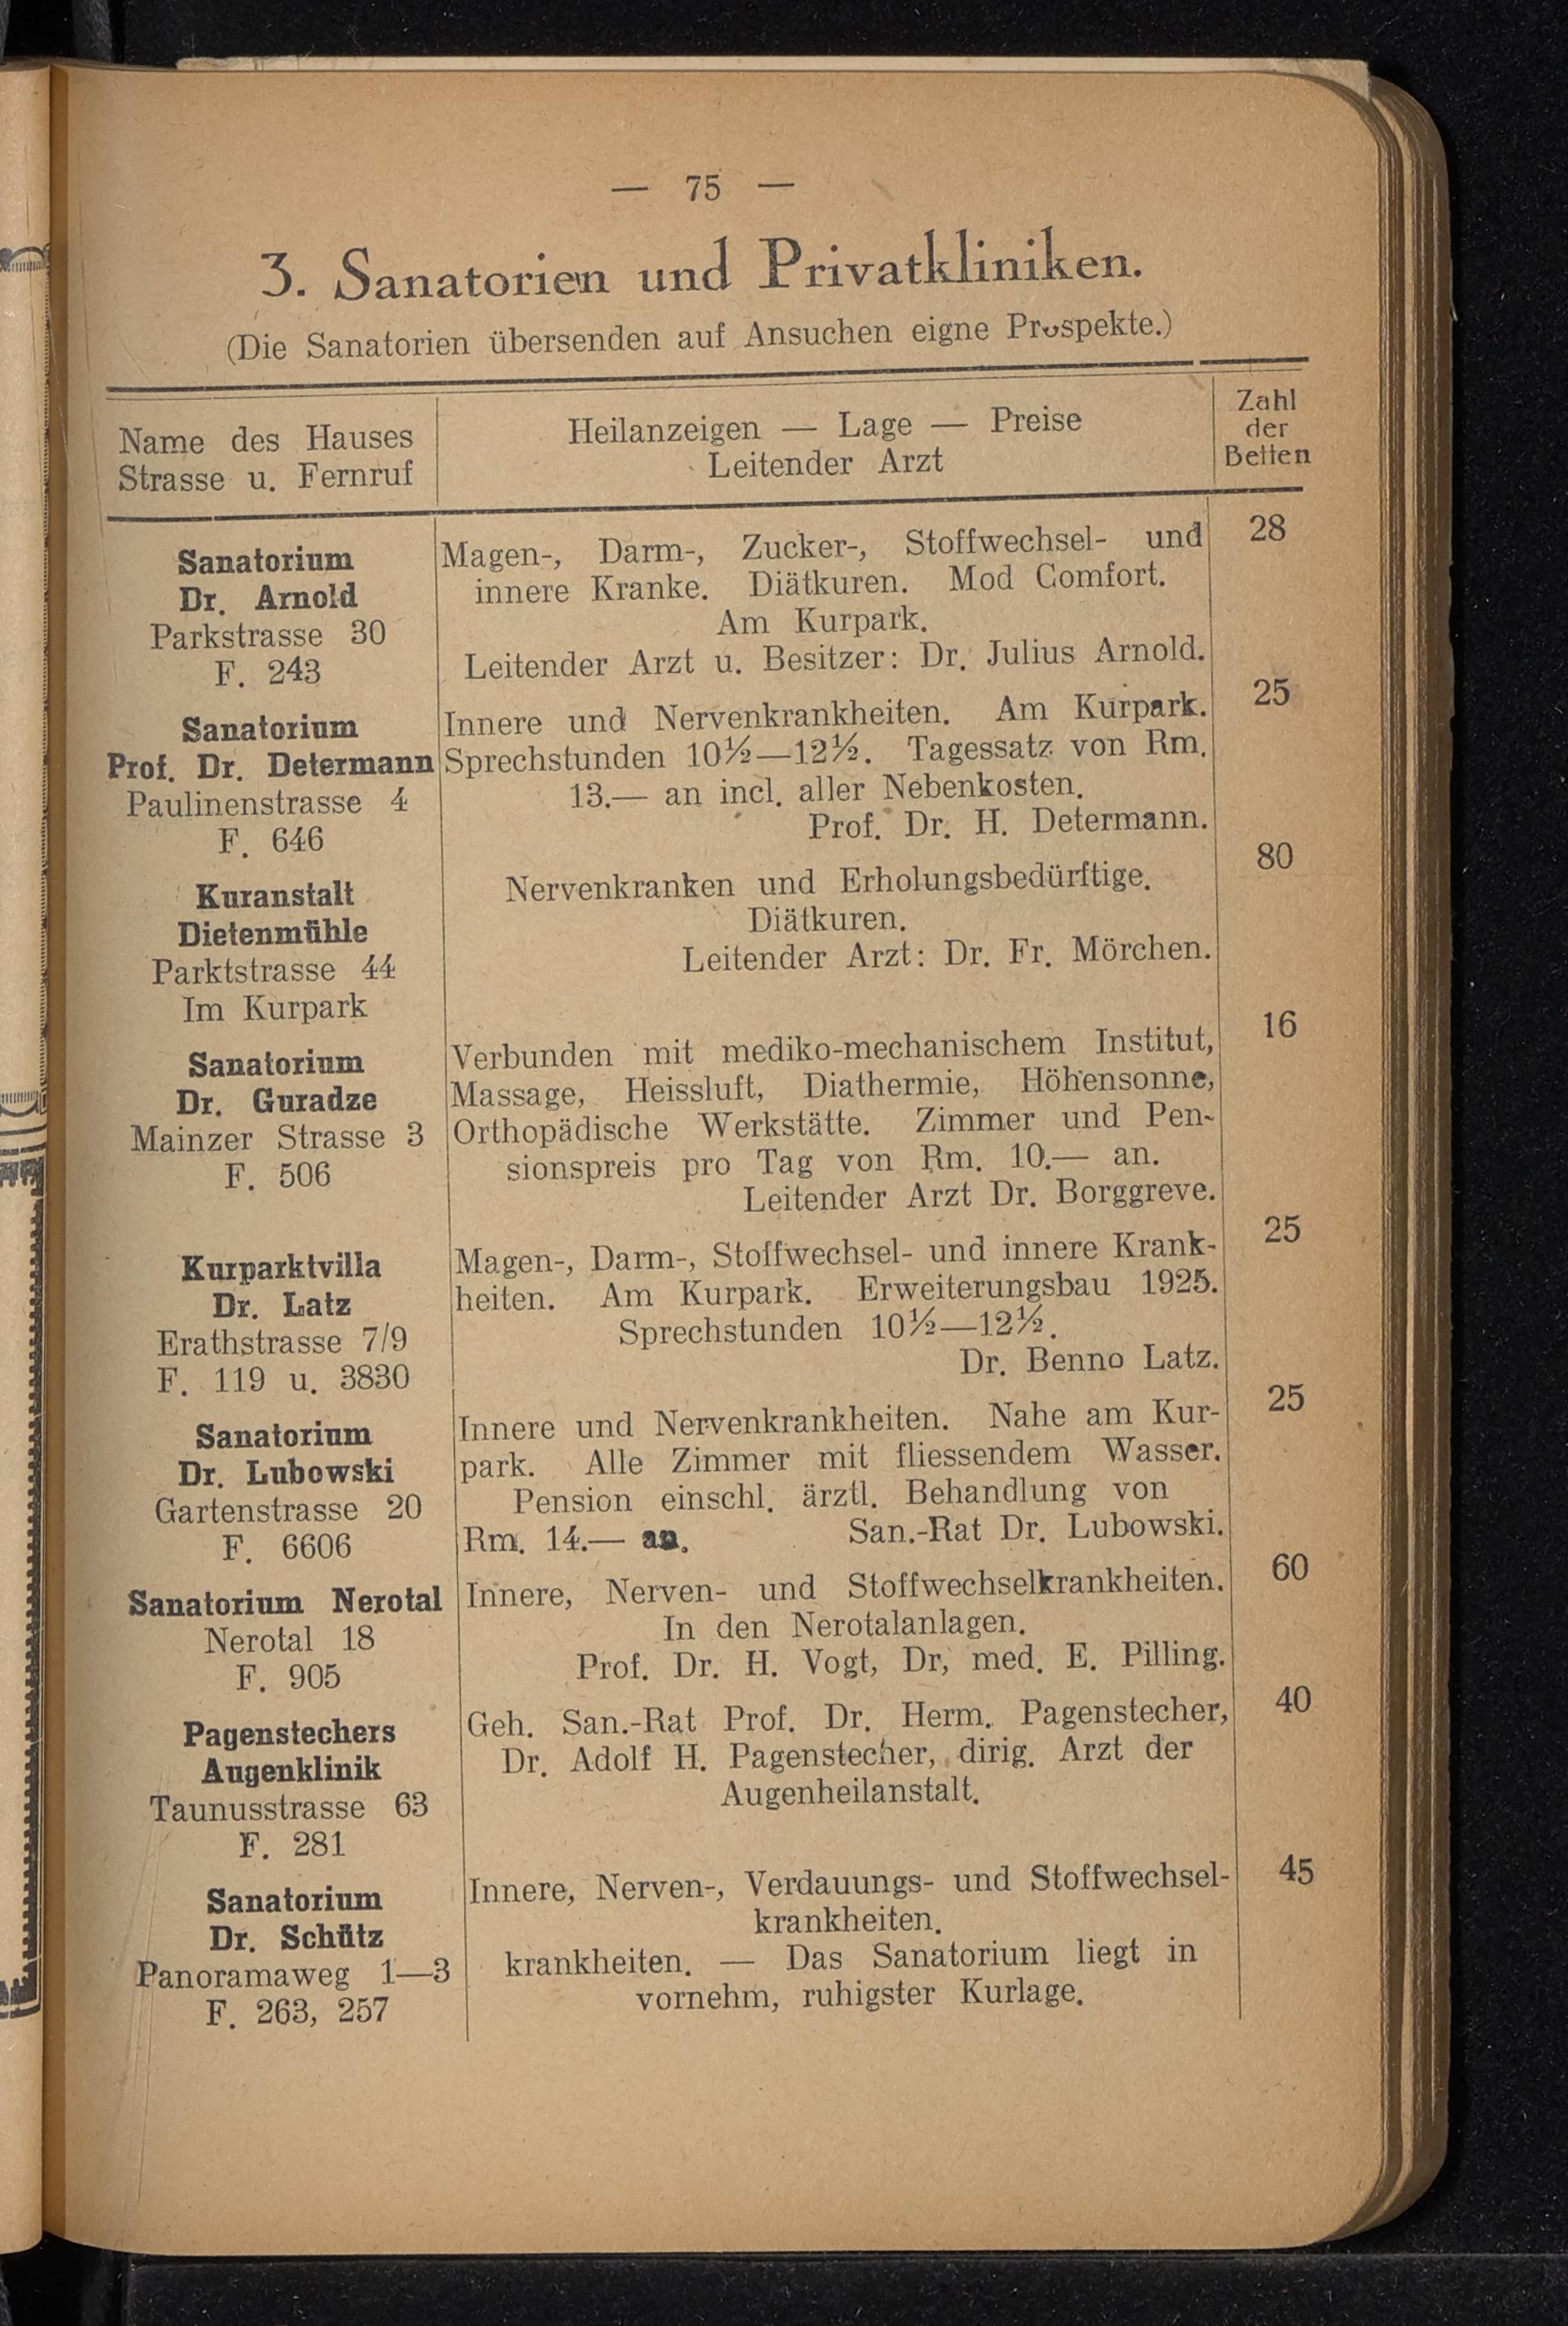 — 75 —
3. Sanatorien und Privatkliniken.
(Die Sanatorien übersenden auf Ansuchen eigne Prospekte.)
Name des Hauses
Strasse u. Fernruf
Heilanzeigen — Lage — Preise
Leitender Arzt
Zahl
der
Betten
Sanatorium
Dr. Arnold
Parkstrasse 30
F. 243
Magen-, Darm-, Zucker-, Stoffwechsel- und
innere Kranke. Diätkuren. Mod Comfort.
Am Kurpark.
Leitender Arzt u. Besitzer: Dr. Julius Arnold.
28
Sanatorium
Prof. Dr. Determann
Paulinenstrasse 4
F. 646
Innere und Nervenkrankheiten. Am Kurpark.
Sprechstunden 10½—12½. Tagessatz von Rm.
13.— an incl. aller Nebenkosten.
Prof. Dr. H. Determann.
25
Kuranstalt
Dietenmühle
Parktstrasse 44
Im Kurpark
Nervenkranken und Erholungsbedürftige.
Diätkuren.
Leitender Arzt: Dr. Fr. Mörchen.
80
Sanatorium
Dr. Guradze
Mainzer Strasse 3
F. 506
Verbunden mit mediko-mechanischem Institut,
Massage, Heissluft, Diathermie, Höhensonne,
Orthopädische Werkstätte. Zimmer und Pen-
sionspreis pro Tag von Rm. 10.— an.
Leitender Arzt Dr. Borggreve.
16
Kurparktvilla
Dr. Latz
Erathstrasse 7/9
F. 119 u. 3830
Magen-, Darm-, Stoffwechsel- und innere Krank-
heiten. Am Kurpark. Erweiterungsbau 1925.
Sprechstunden 10½—12½.
Dr. Benno Latz.
25
Sanatorium
Dr. Lubowski
Gartenstrasse 20
F. 6606
Innere und Nervenkrankheiten. Nahe am Kur-
park. Alle Zimmer mit fliessendem Wasser.
Pension einschl. ärztl. Behandlung von
Rm. 14.— an. San.-Rat Dr. Lubowski.
25
Sanatorium Nerotal
Nerotal 18
F. 905
Innere, Nerven- und Stoffwechselkrankheiten.
In den Nerotalanlagen.
Prof. Dr. H. Vogt, Dr, med. E. Pilling.
60
Pagenstechers
Augenklinik
Taunusstrasse 63
F. 281
Geh. San.-Rat Prof. Dr. Herm. Pagenstecher,
Dr. Adolf H. Pagenstecher, dirig. Arzt der
Augenheilanstalt.
40
Sanatorium
Dr. Schütz
Panoramaweg 1—3
F. 263, 257
Innere, Nerven-, Verdauungs- und Stoffwechsel-
krankheiten.
krankheiten. — Das Sanatorium liegt in
vornehm, ruhigster Kurlage.
45